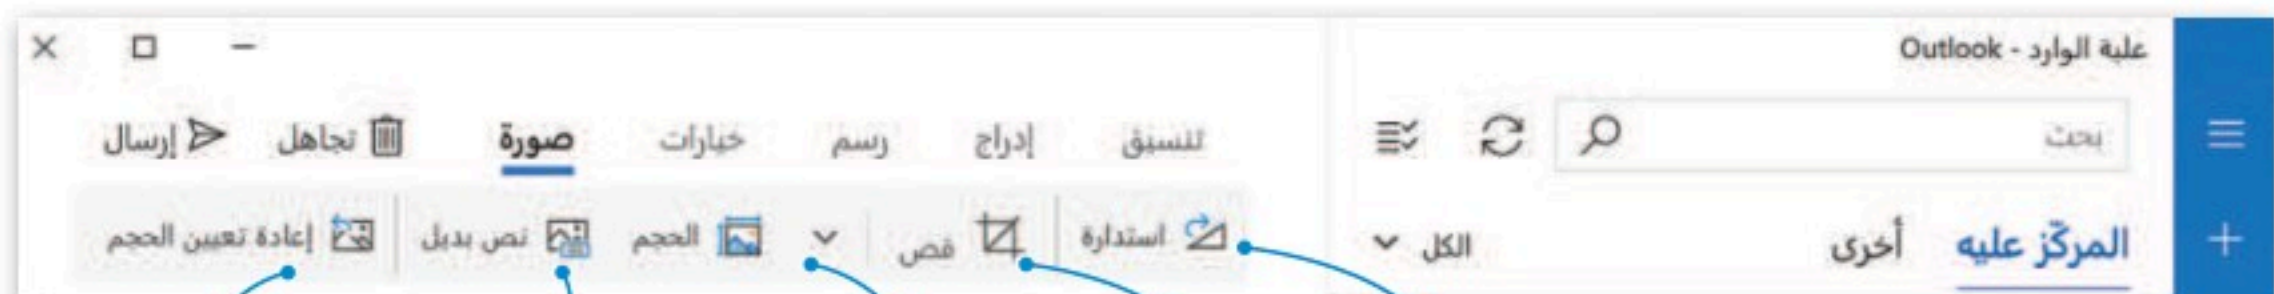 علبة الوارد - Outlook
بحث
تنسيق إدراج رسم خيارات صورة تجاهل إرسال
المركّز عليه أخرى الكل
استدارة قص الحجم نص بديل إعادة تعيين الحجم